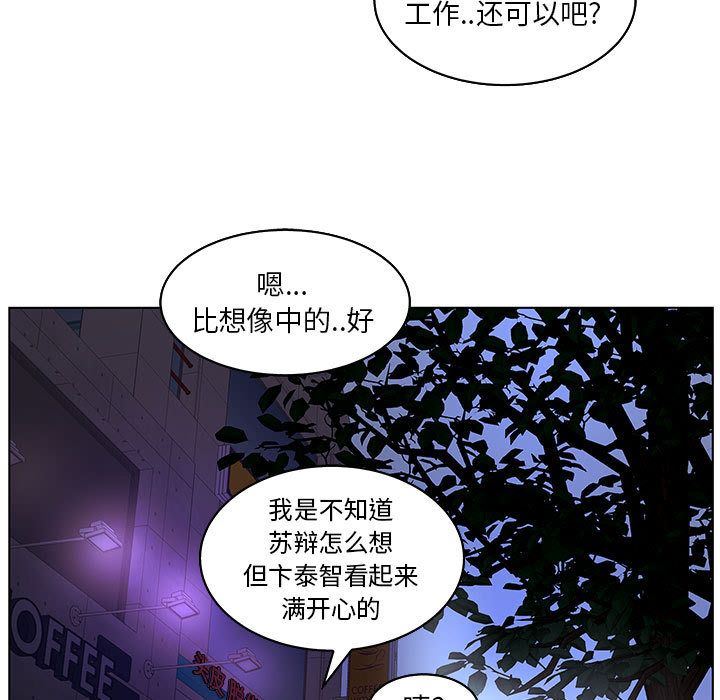 工作..还可以吧?
嗯...
比想像中的..好
我是不知道
苏辩怎么想
但卞泰智看起来
满开心的
OFFEE
COFFEE